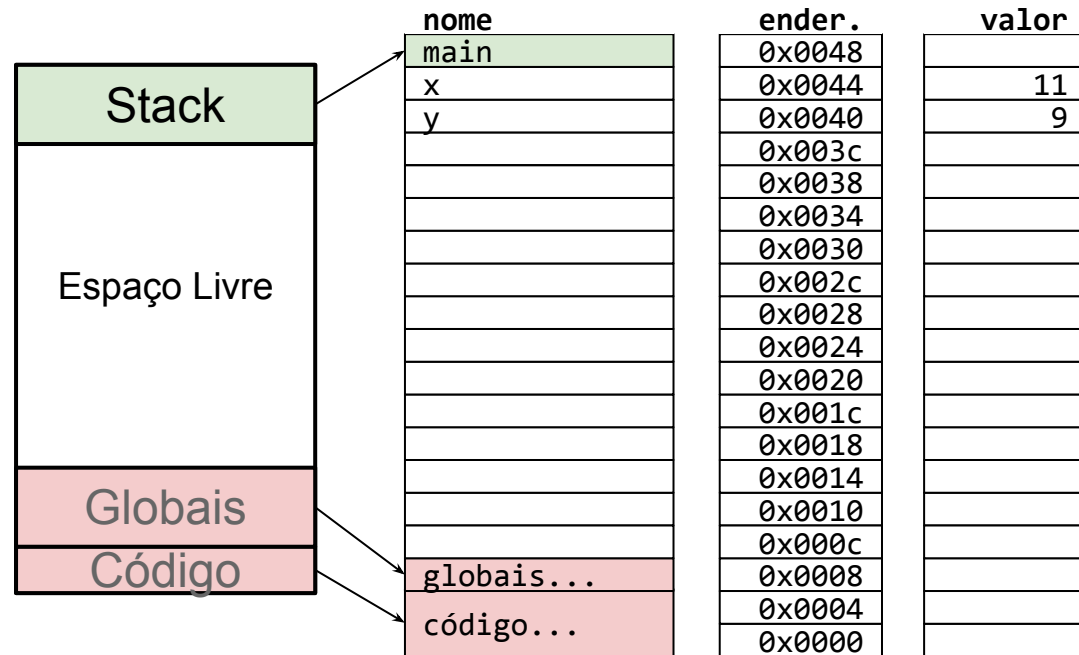 nome ender. valor
main 0x0048
x 0x0044 11
Stack
y 0x0040 9
0x003c
0x0038
0x0034
0x0030
Espaço Livre
0x002c
0x0028
0x0024
0x0020
0x001c
0x0018
0x0014
Globais
0x0010
0x000c
Código
globais... 0x0008
código... 0x0004
0x0000